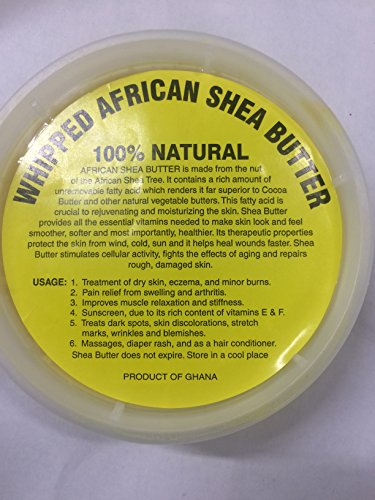 WHIPPED AFRICAN SHEA BUTTER
100% NATURAL
AFRICAN SHEA BUTTER is made from the nut
of the African Shea Tree. It contains a rich amount of
unremovable fatty acid which renders it far superior to Cocoa
Butter and other natural vegetable butters. This fatty acid is
crucial to rejuvenating and moisturizing the skin. Shea Butter
provides all the essential vitamins needed to make skin look and feel
smoother, softer and most importantly, healthier. Its therapeutic properties
protect the skin from wind, cold, sun and it helps heal wounds faster. Shea
Butter stimulates cellular activity, fights the effects of aging and repairs
rough, damaged skin.
USAGE: 1. Treatment of dry skin, eczema, and minor burns.
2. Pain relief from swelling and arthritis.
3. Improves muscle relaxation and stiffness.
4. Sunscreen, due to its rich content of vitamins E & F.
5. Treats dark spots, skin discolorations, stretch
marks, wrinkles and blemishes.
6. Massages, diaper rash, and as a hair conditioner.
Shea Butter does not expire. Store in a cool place
PRODUCT OF GHANA